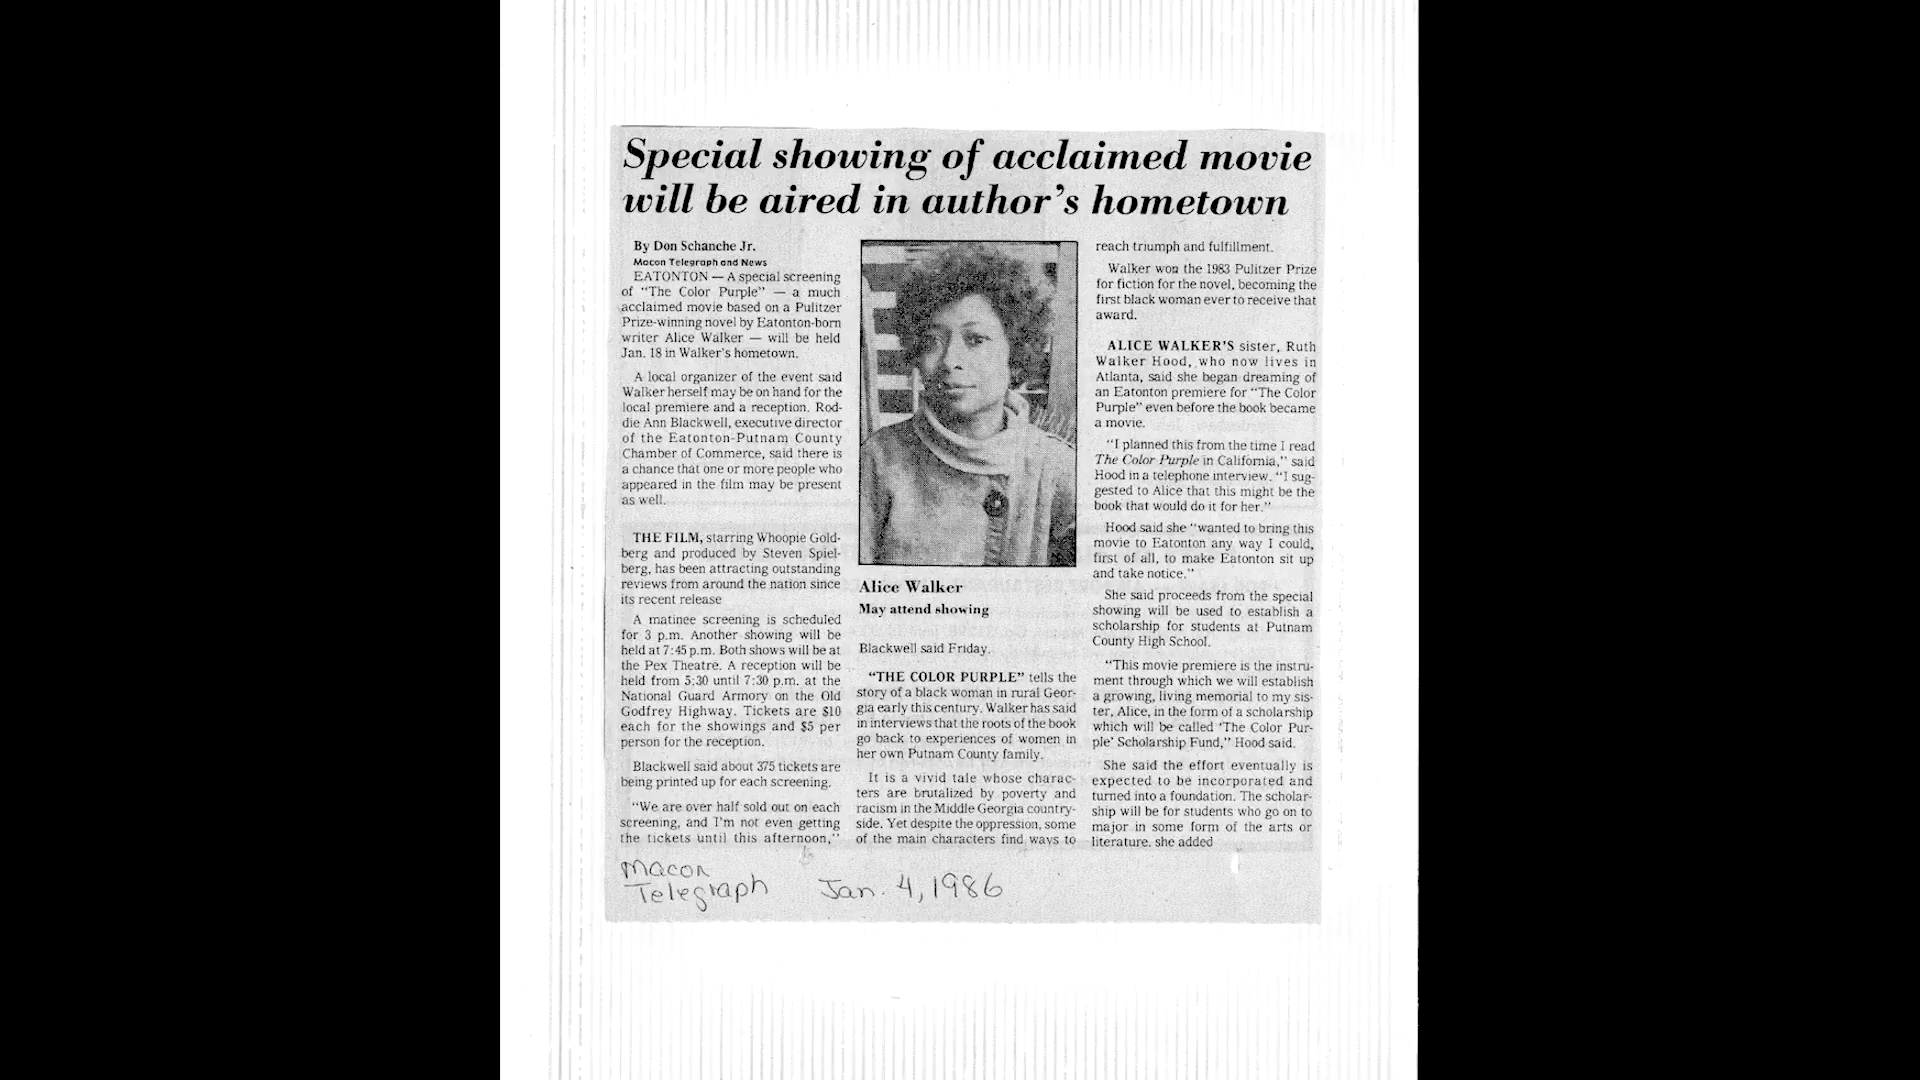 Special showing of acclaimed movie
will be aired in author's hometown
By Don Schanche Jr.
Macon Telegraph and News
EATONTON — A special screening
of "The Color Purple" — a much
acclaimed movie based on a Pulitzer
Prize-winning novel by Eatonton-born
writer Alice Walker — will be held
Jan. 18 in Walker's hometown.
A local organizer of the event said
Walker herself may be on hand for the
local premiere and a reception. Rod-
die Ann Blackwell, executive director
of the Eatonton-Putnam County
Chamber of Commerce, said there is
a chance that one or more people who
appeared in the film may be present
as well.
THE FILM, starring Whoopie Gold-
berg and produced by Steven Spiel-
berg, has been attracting outstanding
reviews from around the nation since
its recent release
A matinee screening is scheduled
for 3 p.m. Another showing will be
held at 7:45 p.m. Both shows will be at
the Pex Theatre. A reception will be
held from 5:30 until 7:30 p.m. at the
National Guard Armory on the Old
Godfrey Highway. Tickets are $10
each for the showings and $5 per
person for the reception.
Blackwell said about 375 tickets are
being printed up for each screening.
"We are over half sold out on each
screening, and I'm not even getting
the tickets until this afternoon,"
Alice Walker
May attend showing
Blackwell said Friday.
"THE COLOR PURPLE" tells the
story of a black woman in rural Geor-
gia early this century. Walker has said
in interviews that the roots of the book
go back to experiences of women in
her own Putnam County family.
It is a vivid tale whose charac-
ters are brutalized by poverty and
racism in the Middle Georgia country-
side. Yet despite the oppression, some
of the main characters find ways to
reach triumph and fulfillment.
Walker won the 1983 Pulitzer Prize
for fiction for the novel, becoming the
first black woman ever to receive that
award.
ALICE WALKER'S sister, Ruth
Walker Hood, who now lives in
Atlanta, said she began dreaming of
an Eatonton premiere for "The Color
Purple" even before the book became
a movie.
"I planned this from the time I read
The Color Purple in California," said
Hood in a telephone interview. "I sug-
gested to Alice that this might be the
book that would do it for her."
Hood said she "wanted to bring this
movie to Eatonton any way I could,
first of all, to make Eatonton sit up
and take notice."
She said proceeds from the special
showing will be used to establish a
scholarship for students at Putnam
County High School.
"This movie premiere is the instru-
ment through which we will establish
a growing, living memorial to my sis-
ter, Alice, in the form of a scholarship
which will be called 'The Color Pur-
ple' Scholarship Fund," Hood said.
She said the effort eventually is
expected to be incorporated and
turned into a foundation. The scholar-
ship will be for students who go on to
major in some form of the arts or
literature, she added
Macon
Telegraph Jan. 4, 1986